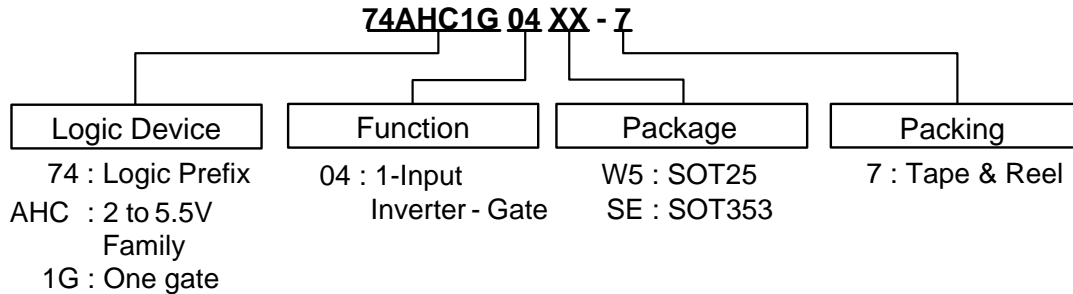 74AHC1G 04 XX - 7
Logic Device
74 : Logic Prefix
AHC : 2 to 5.5V
Family
1G : One gate
Function
04 : 1-Input
Inverter - Gate
Package
W5 : SOT25
SE : SOT353
Packing
7 : Tape & Reel